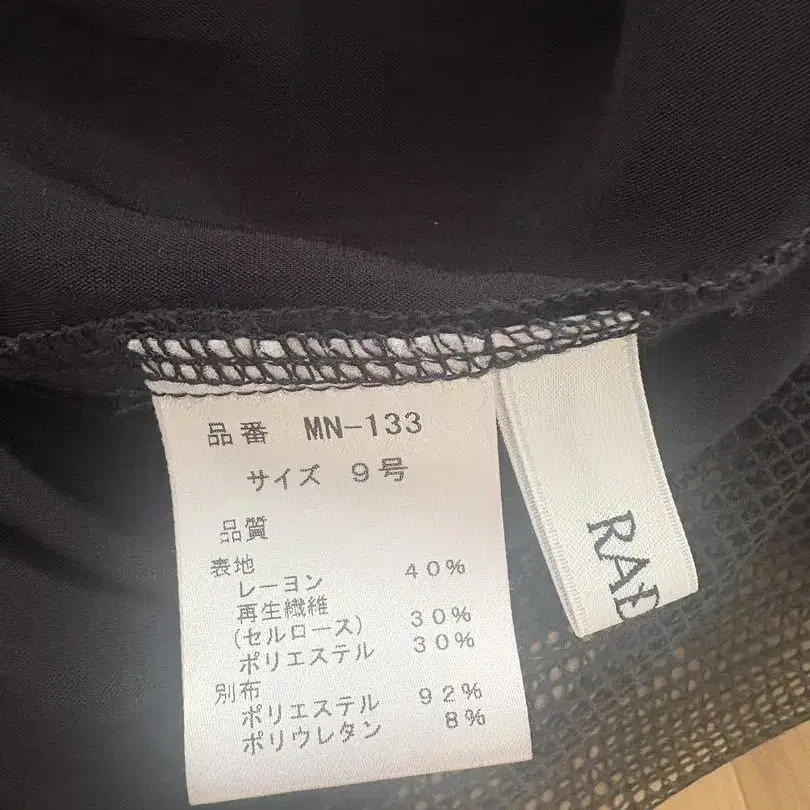 品番 MN-133
サイズ 9号
品質
表地
レーヨン 40%
再生繊維
(セルロース) 30%
ポリエステル 30%
別布
ポリエステル 92%
ポリウレタン 8%
RAD